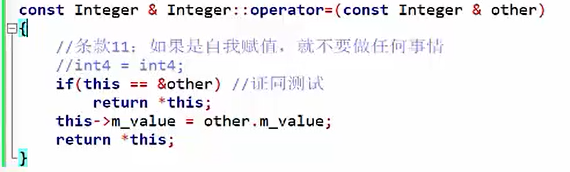 const Integer & Integer::operator=(const Integer & other)
{
//条款11：如果是自我赋值，就不要做任何事情
//int4 = int4;
if(this == &other) //证同测试
return *this;
this->m_value = other.m_value;
return *this;
}